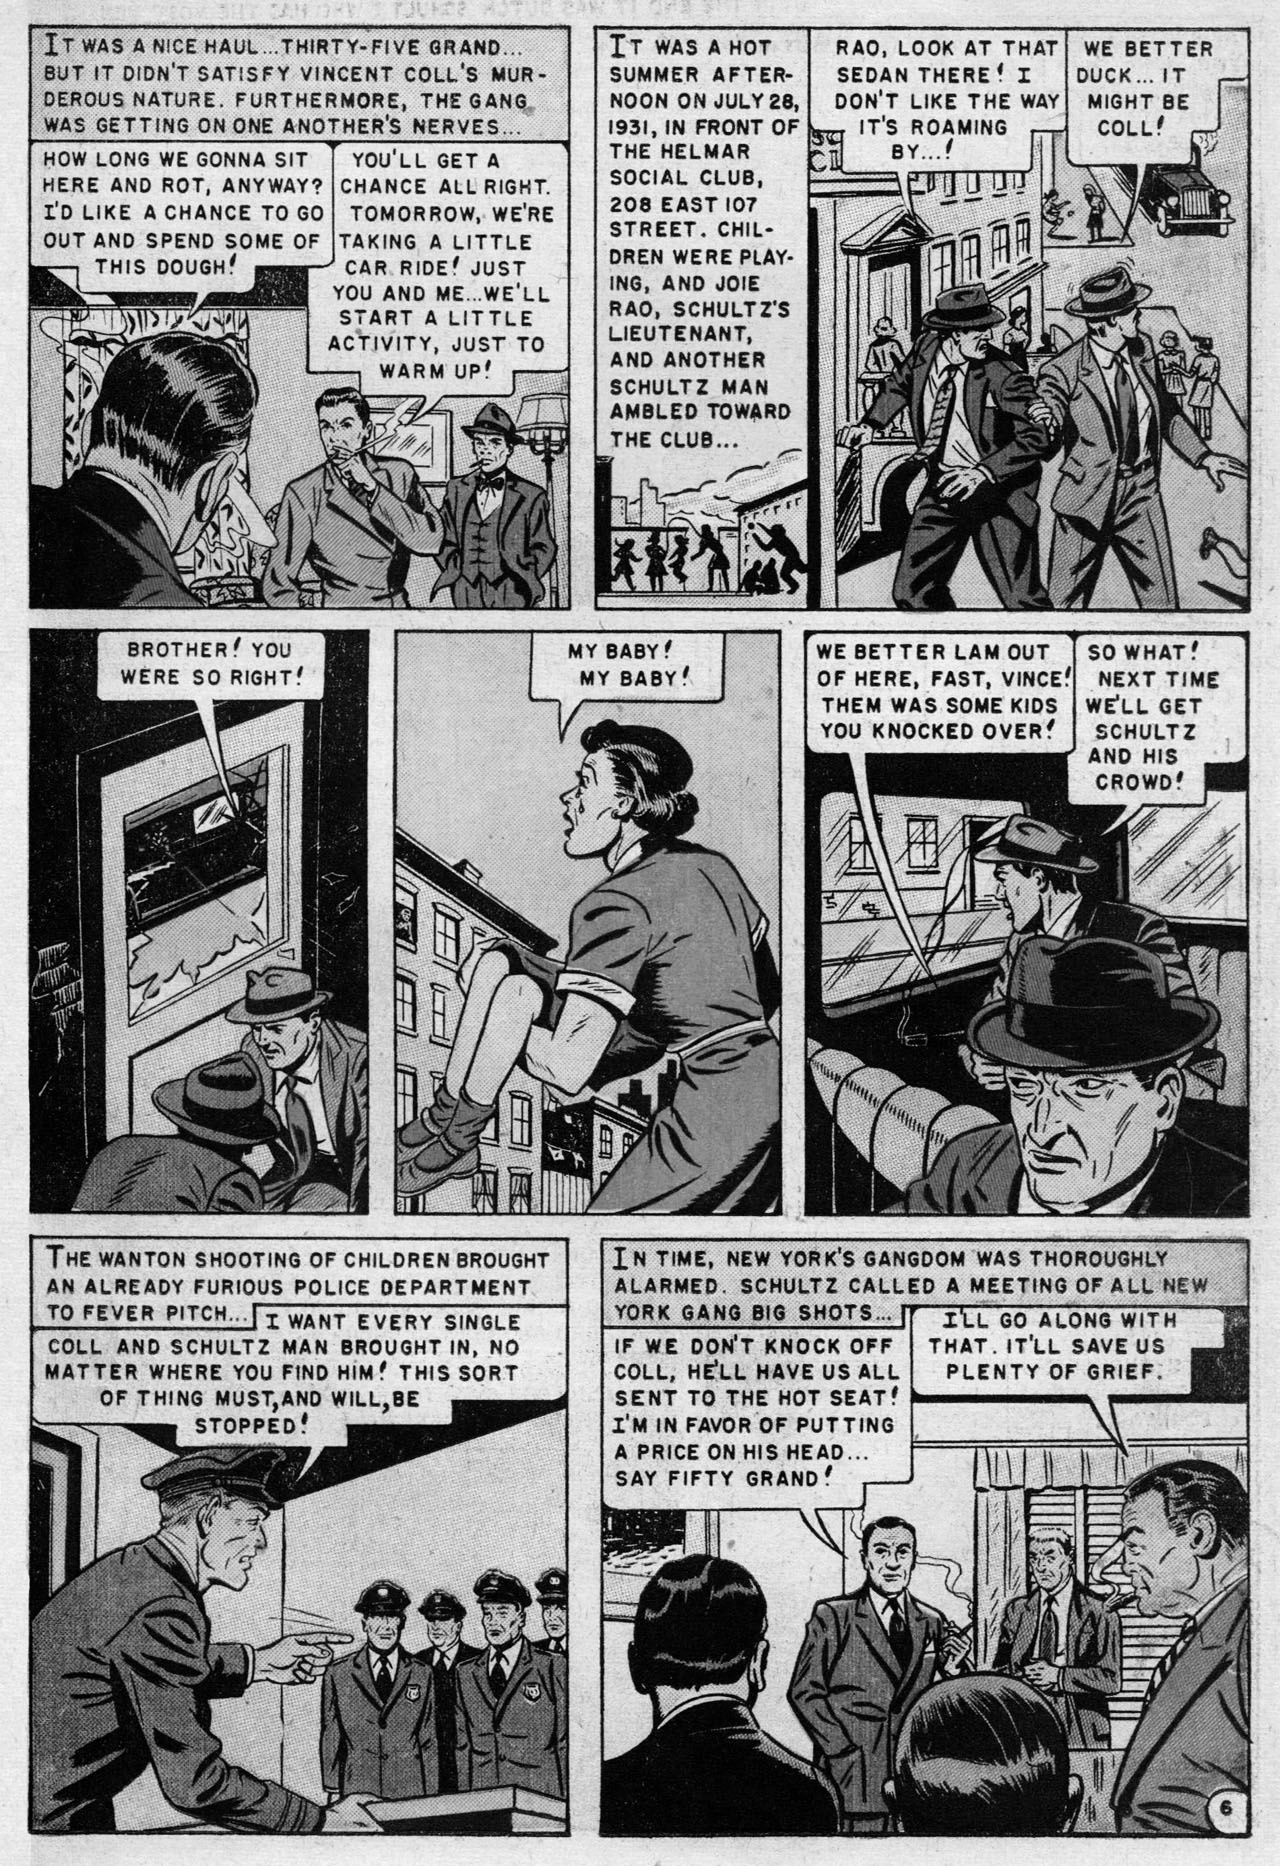 IT WAS A NICE HAUL...THIRTY-FIVE GRAND...
BUT IT DIDN'T SATISFY VINCENT COLL'S MUR-
DEROUS NATURE. FURTHERMORE, THE GANG
WAS GETTING ON ONE ANOTHER'S NERVES...
HOW LONG WE GONNA SIT
HERE AND ROT, ANYWAY?
I'D LIKE A CHANCE TO GO
OUT AND SPEND SOME OF
THIS DOUGH!
YOU'LL GET A
CHANCE ALL RIGHT.
TOMORROW, WE'RE
TAKING A LITTLE
CAR RIDE! JUST
YOU AND ME...WE'LL
START A LITTLE
ACTIVITY, JUST TO
WARM UP!
IT WAS A HOT
SUMMER AFTER-
NOON ON JULY 28,
1931, IN FRONT OF
THE HELMAR
SOCIAL CLUB,
208 EAST 107
STREET. CHIL-
DREN WERE PLAY-
ING, AND JOIE
RAO, SCHULTZ'S
LIEUTENANT,
AND ANOTHER
SCHULTZ MAN
AMBLED TOWARD
THE CLUB...
RAO, LOOK AT THAT
SEDAN THERE! I
DON'T LIKE THE WAY
IT'S ROAMING
BY...!
WE BETTER
DUCK... IT
MIGHT BE
COLL!
BROTHER! YOU
WERE SO RIGHT!
MY BABY!
MY BABY!
WE BETTER LAM OUT
OF HERE, FAST, VINCE!
THEM WAS SOME KIDS
YOU KNOCKED OVER!
SO WHAT!
NEXT TIME
WE'LL GET
SCHULTZ
AND HIS
CROWD!
THE WANTON SHOOTING OF CHILDREN BROUGHT
AN ALREADY FURIOUS POLICE DEPARTMENT
TO FEVER PITCH...
I WANT EVERY SINGLE
COLL AND SCHULTZ MAN BROUGHT IN, NO
MATTER WHERE YOU FIND HIM! THIS SORT
OF THING MUST, AND WILL, BE
STOPPED!
IN TIME, NEW YORK'S GANGDOM WAS THOROUGHLY
ALARMED. SCHULTZ CALLED A MEETING OF ALL NEW
YORK GANG BIG SHOTS...
IF WE DON'T KNOCK OFF
COLL, HE'LL HAVE US ALL
SENT TO THE HOT SEAT!
I'M IN FAVOR OF PUTTING
A PRICE ON HIS HEAD...
SAY FIFTY GRAND!
I'LL GO ALONG WITH
THAT. IT'LL SAVE US
PLENTY OF GRIEF.
6